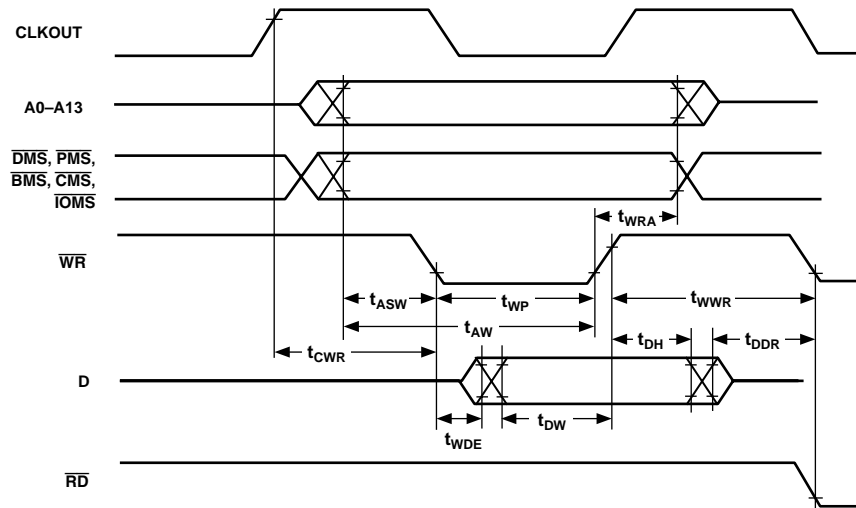 CLKOUT
A0–A13
DMS, PMS,
BMS, CMS,
IOMS
tWRA
WR
tASW
tWP
tWWR
tAW
tDH
tDDR
tCWR
D
tWDE
tDW
RD